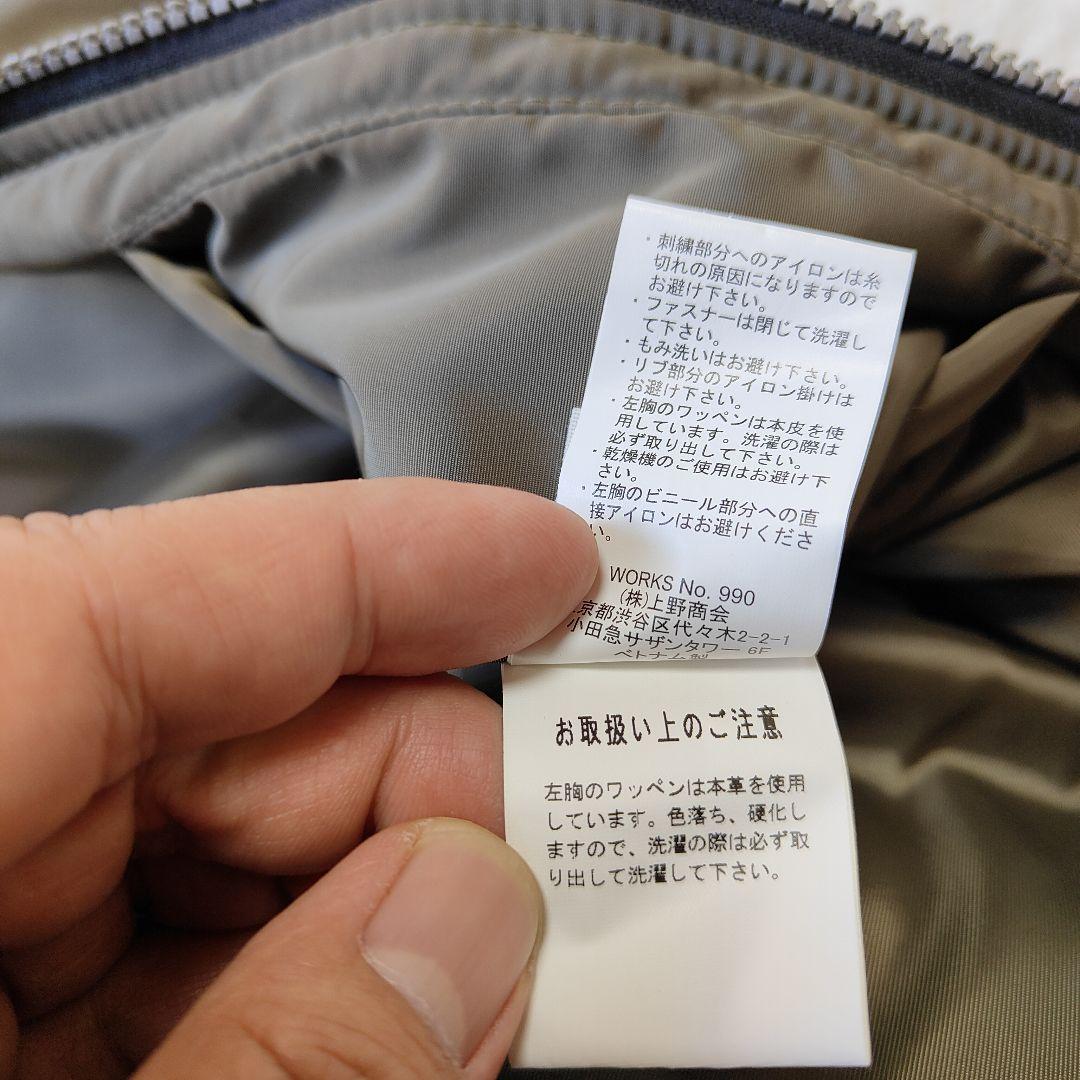 ・刺繍部分へのアイロンは糸
切れの原因になりますので
お避け下さい。
・ファスナーは閉じて洗濯し
て下さい。
・もみ洗いはお避け下さい。
・リブ部分のアイロン掛けは
お避け下さい。
・左胸のワッペンは本皮を使
用しています。洗濯の際は
必ず取り出して下さい。
・乾燥機のご使用はお避け下
さい。
・左胸のビニール部分への直
接アイロンはお避けくださ
い。
WORKS No. 990
(株)上野商会
京都渋谷区代々木2-2-1
小田急サザンタワー 6F
ベトナム製
お取扱い上のご注意
左胸のワッペンは本革を使用
しています。色落ち、硬化し
ますので、洗濯の際は必ず取
り出して洗濯して下さい。